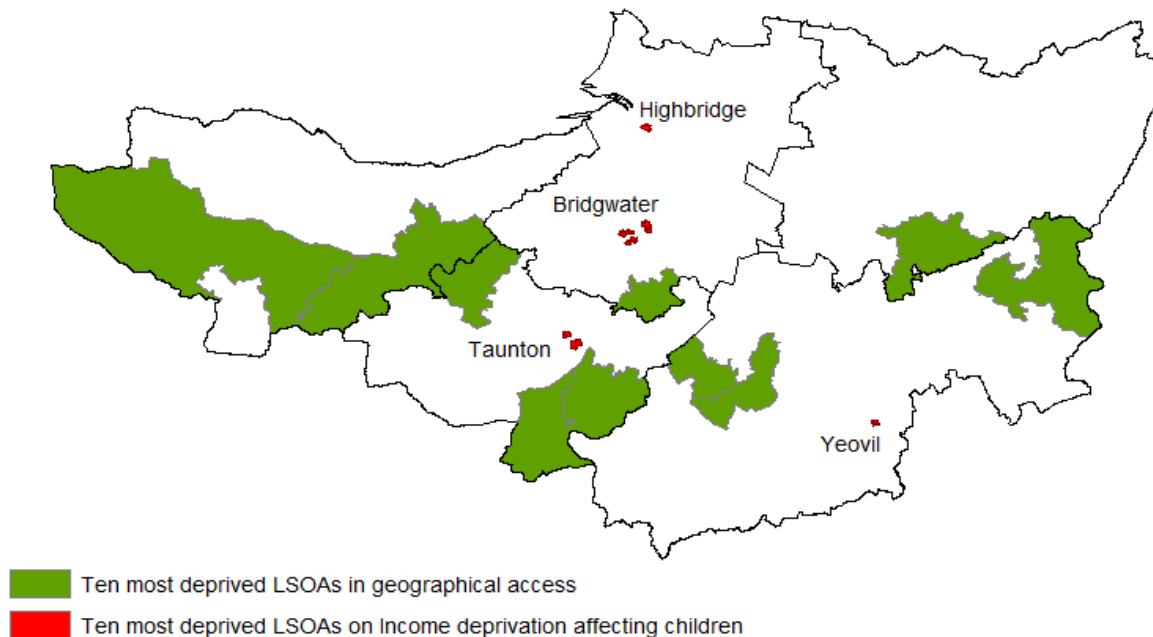 Highbridge
Bridgwater
Taunton
Yeovil
Ten most deprived LSOAs in geographical access
Ten most deprived LSOAs on Income deprivation affecting children